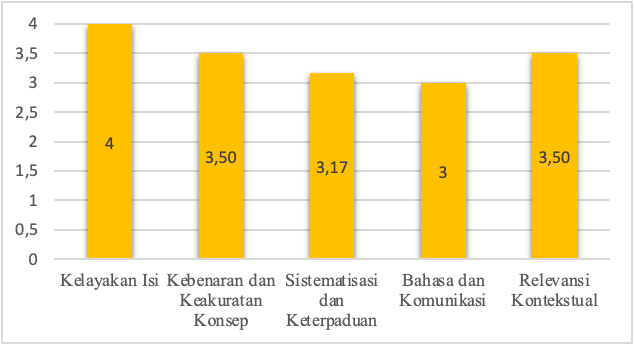 4
3,5
3
2,5
2
1,5
1
0,5
0
4
3,50
3,17
3
3,50
Kelayakan Isi
Kebenaran dan
Keakuratan
Konsep
Sistematisasi
dan
Keterpaduan
Bahasa dan
Komunikasi
Relevansi
Kontekstual